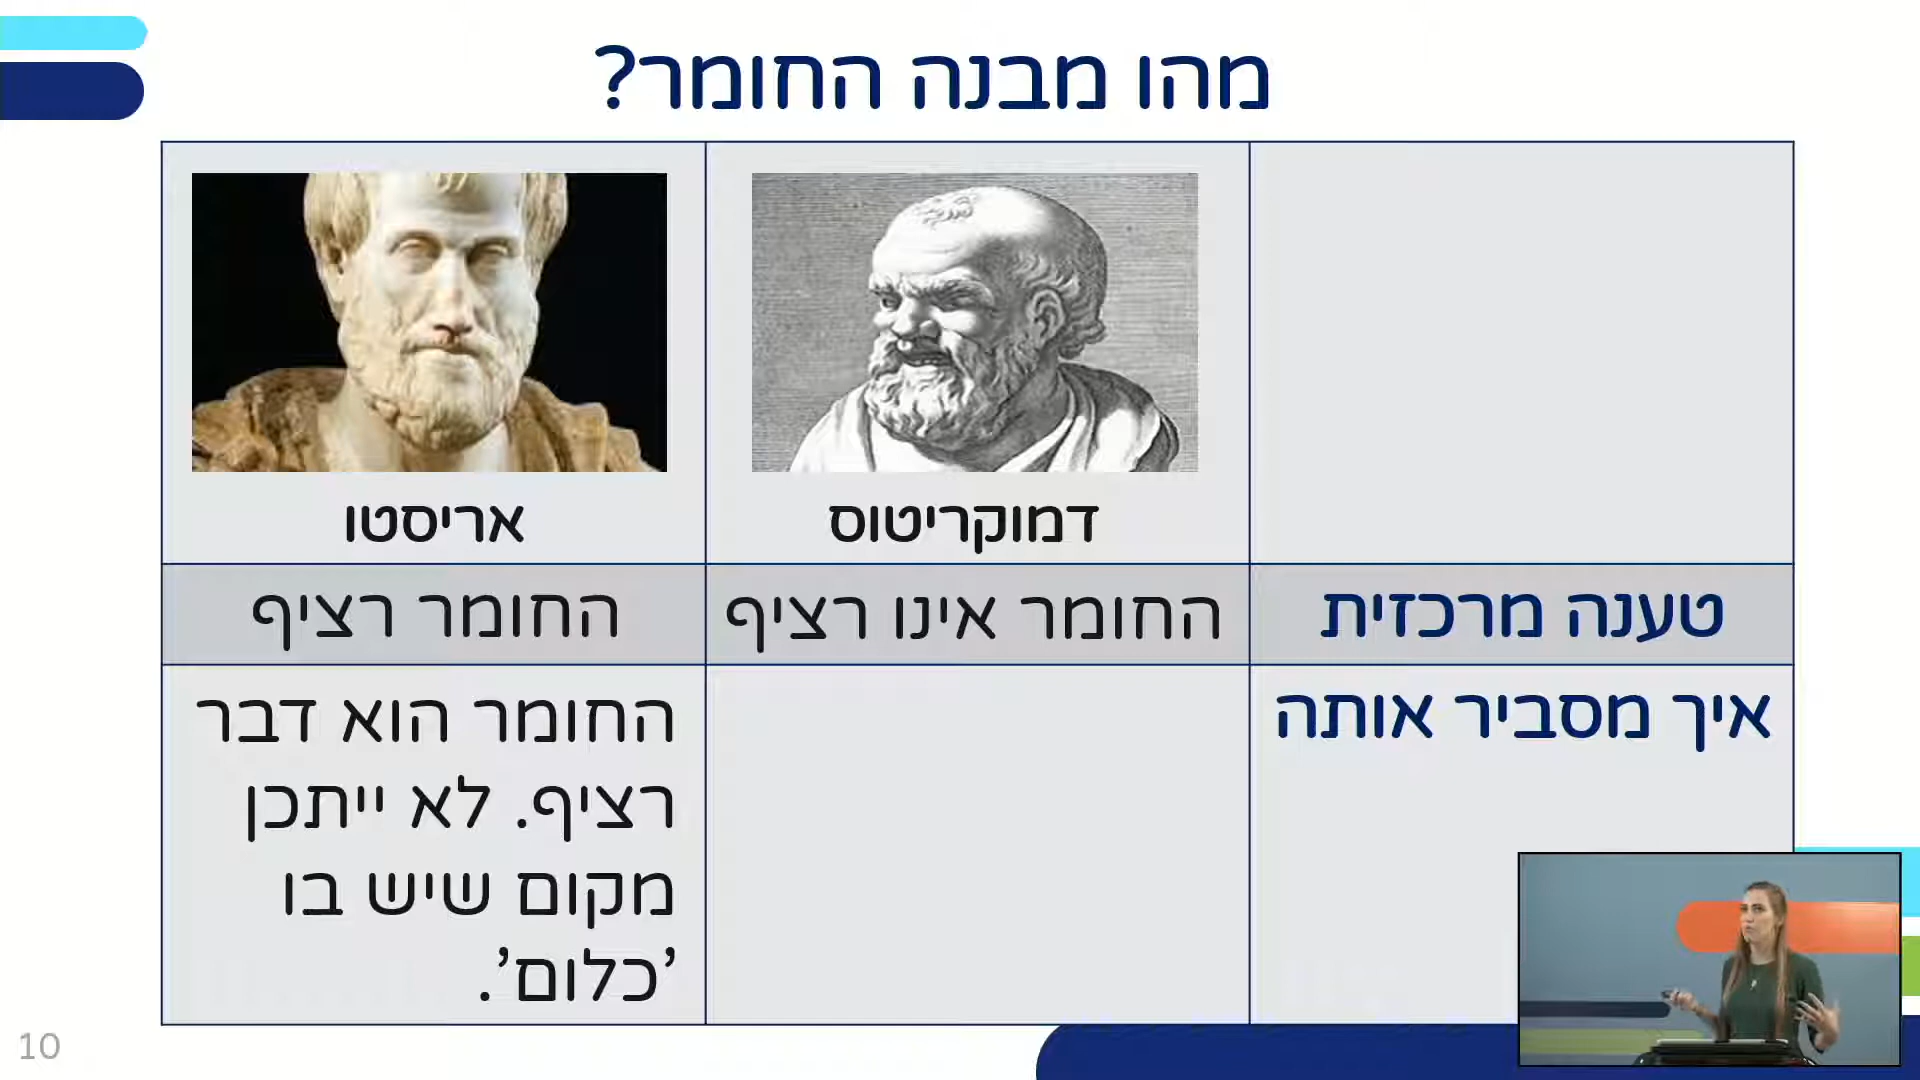 מהו מבנה החומר?
דמוקריטוס
אריסטו
טענה מרכזית
החומר אינו רציף
החומר רציף
איך מסביר אותה
החומר הוא דבר
רציף. לא ייתכן
מקום שיש בו
'כלום'.
10